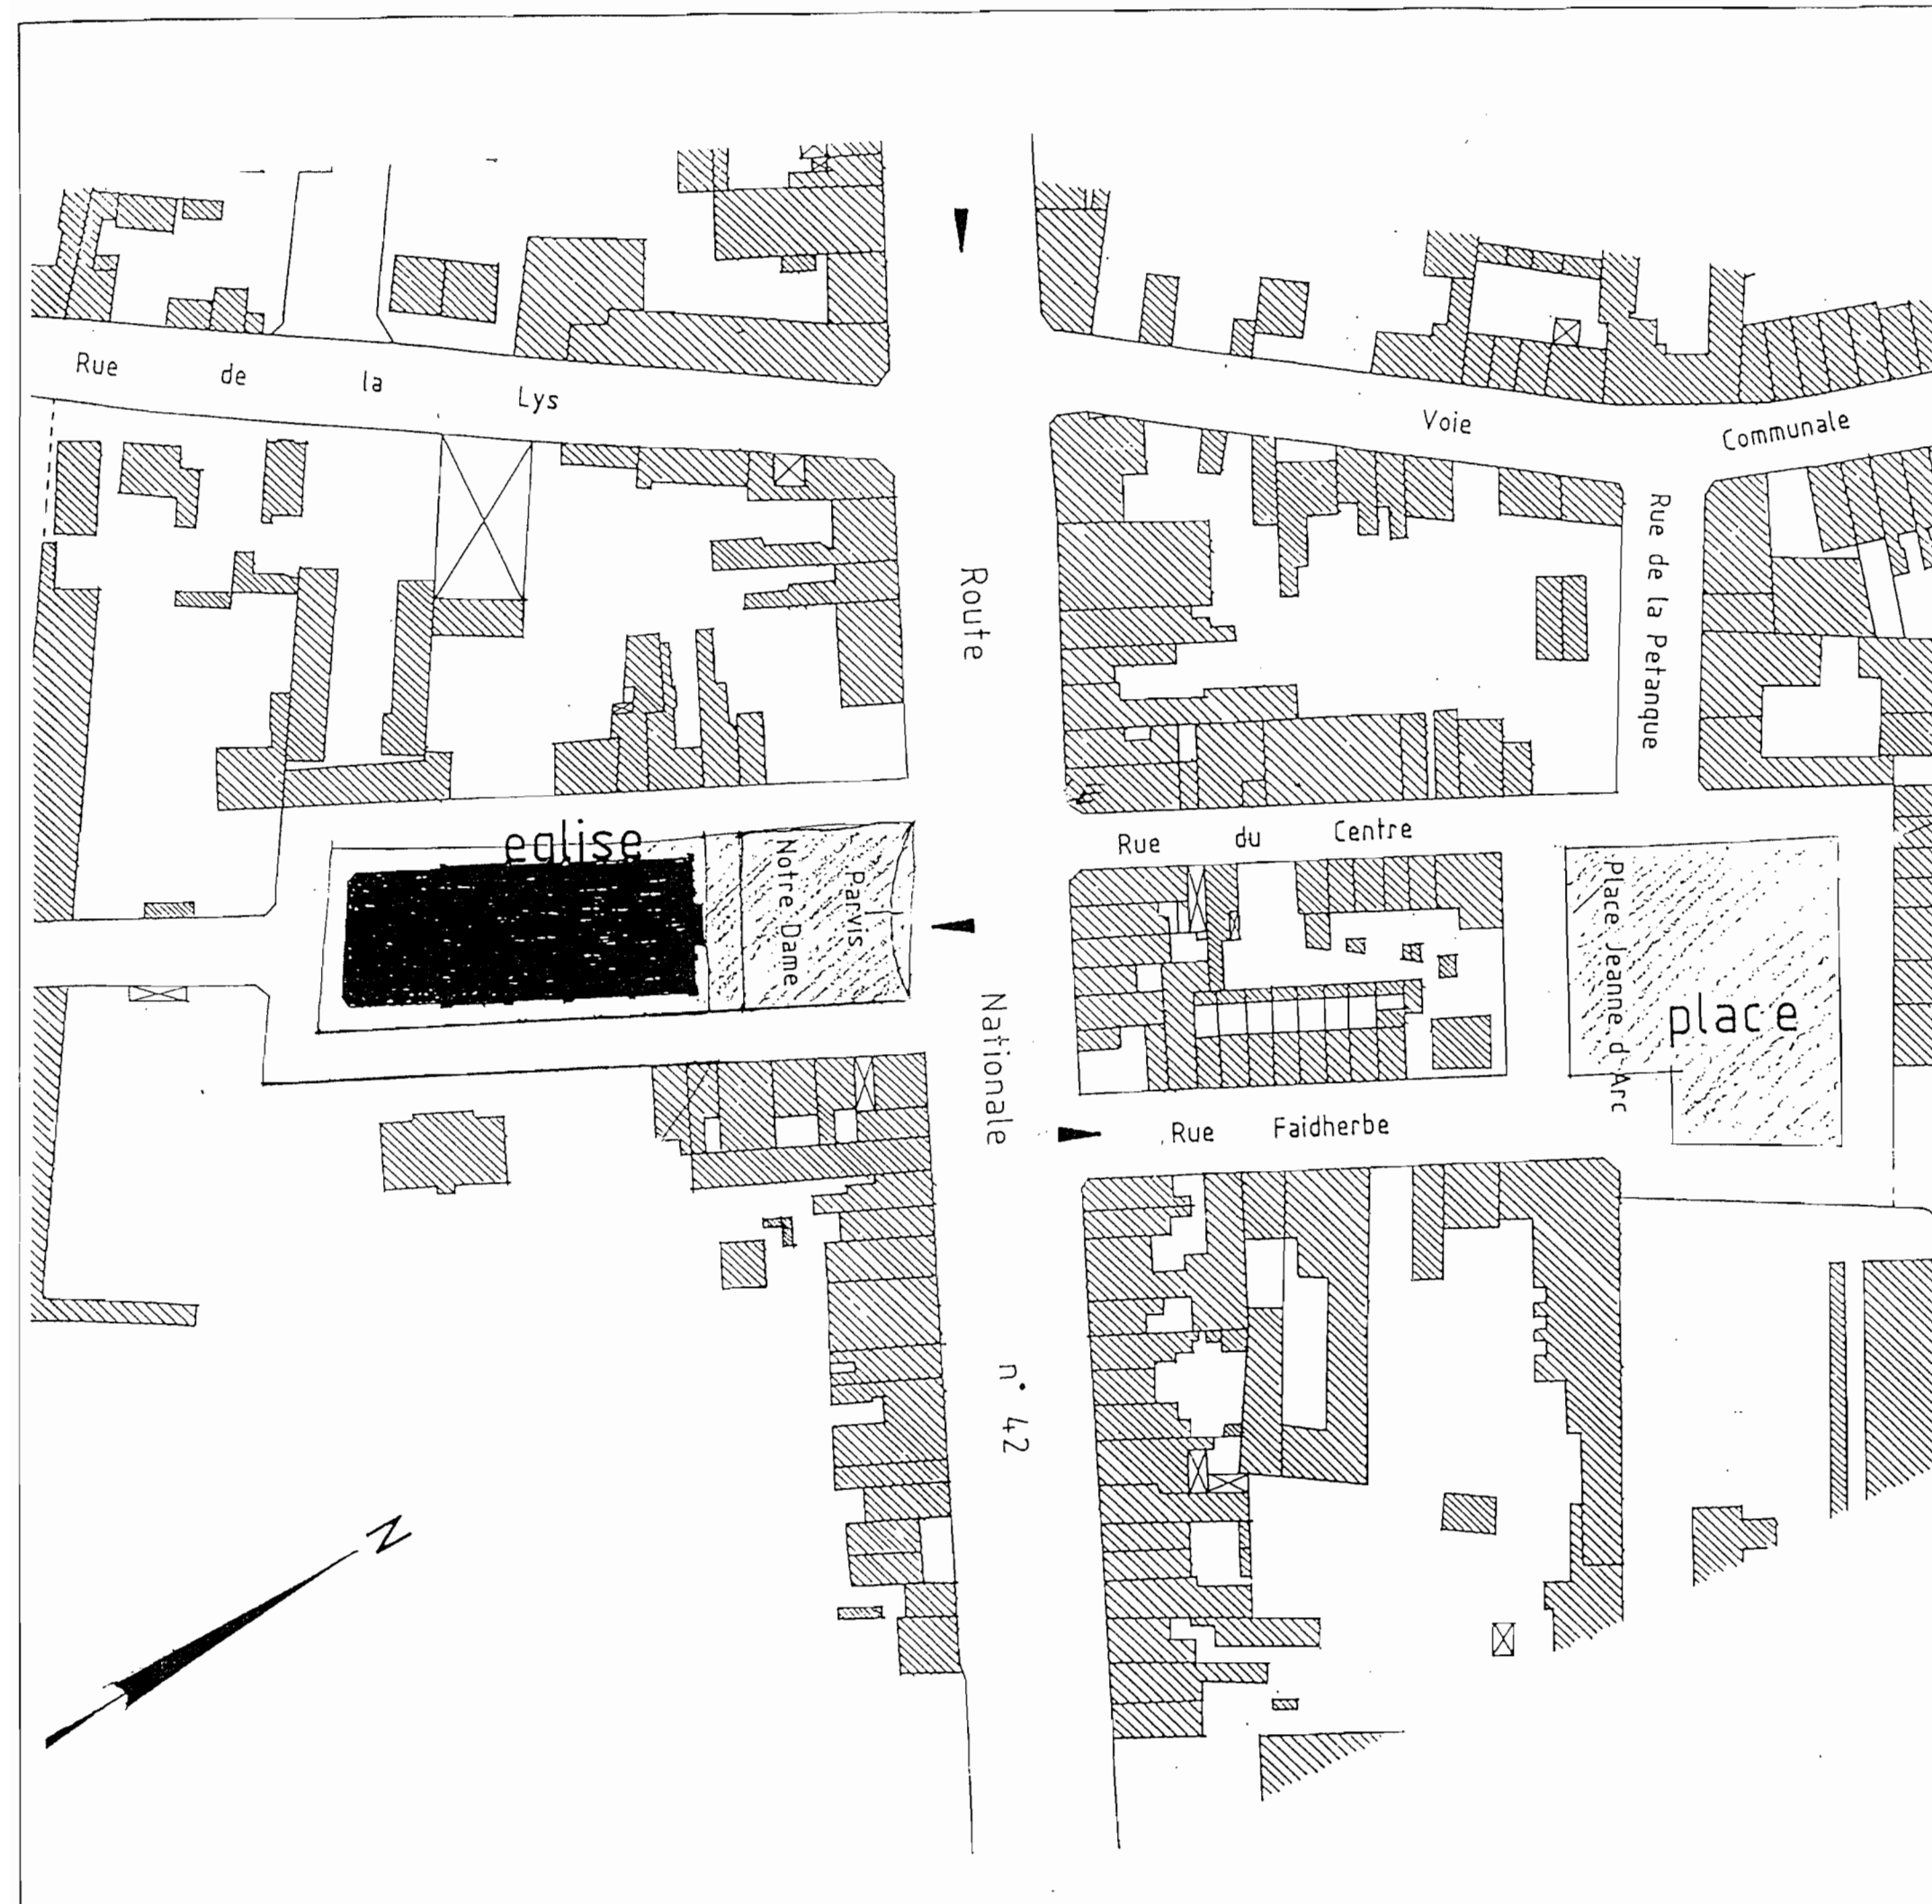 Rue de la Lys
Voie Communale
Rue de la Petanque
Route Nationale n° 42
eglise
Parvis
Notre Dame
Rue du Centre
Place Jeanne d Arc
place
Rue Faidherbe
N